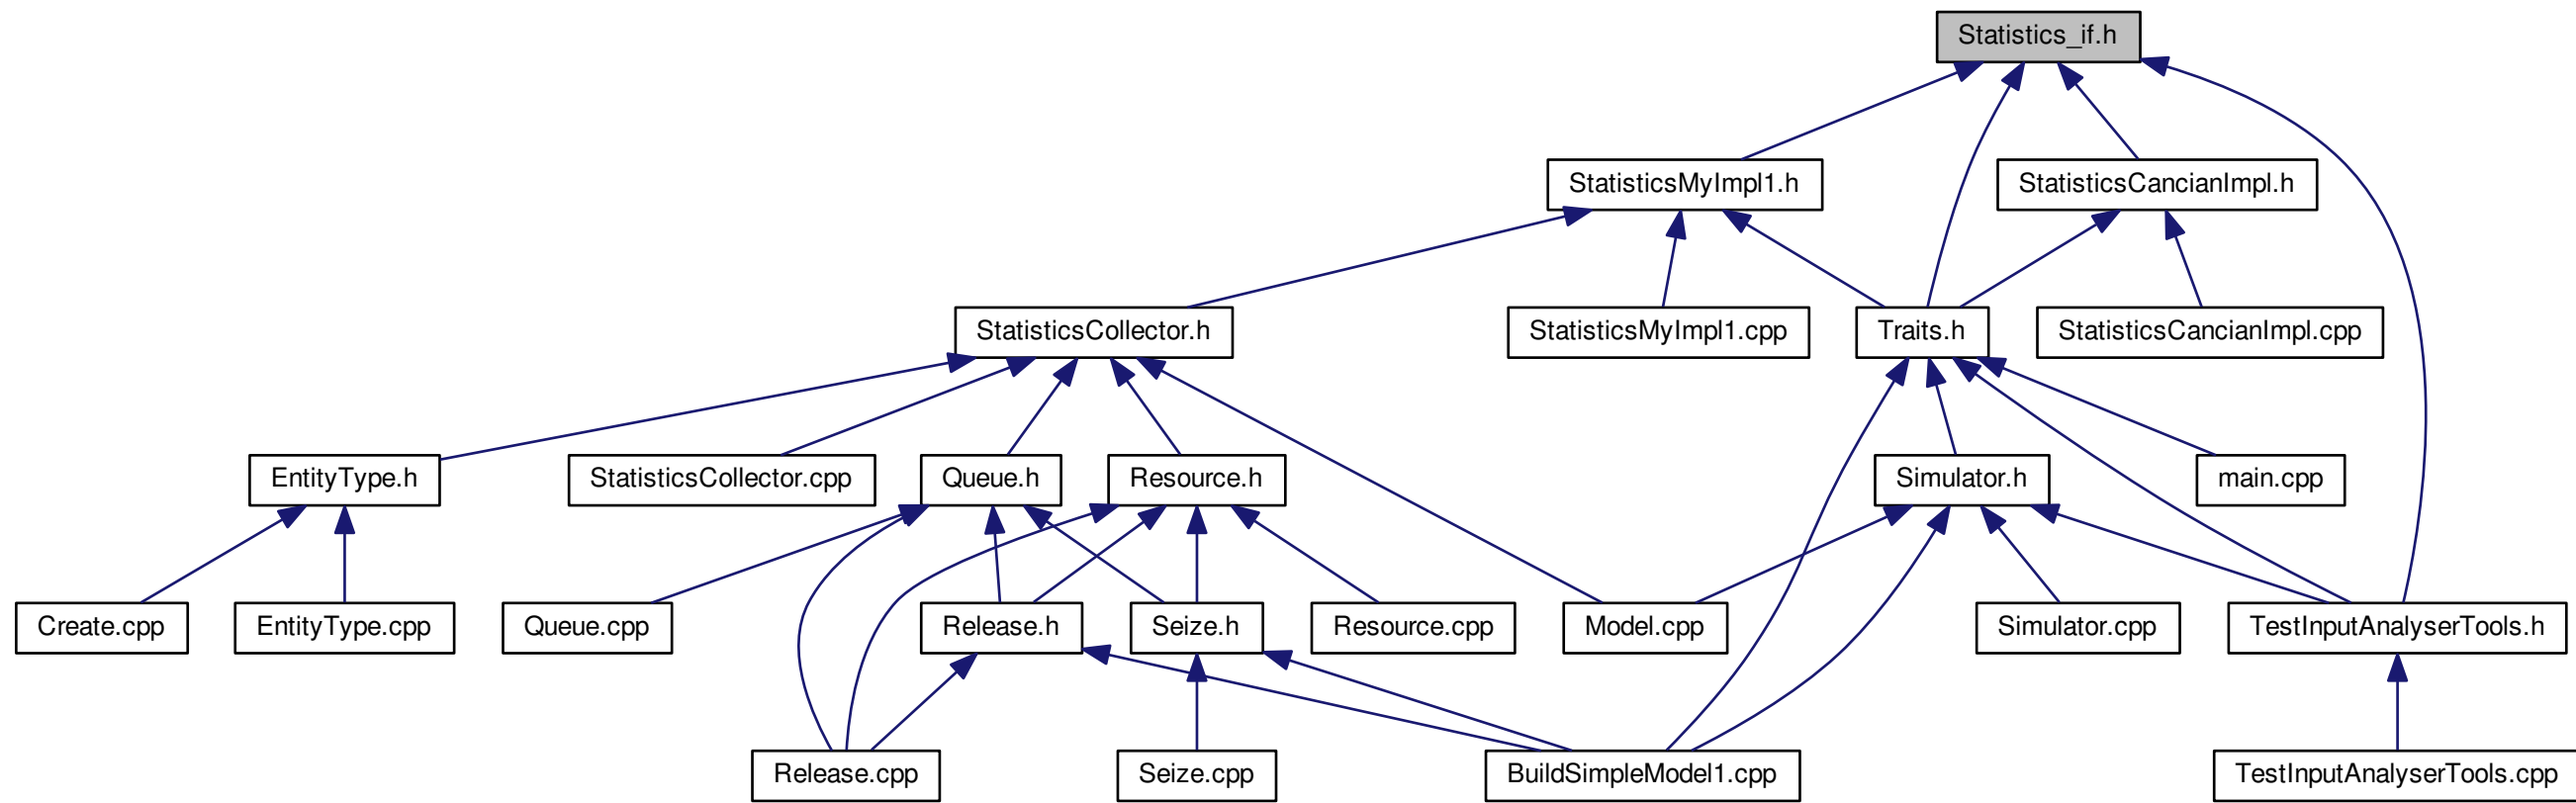 Statistics_if.h
StatisticsMyImpl1.h
StatisticsCancianImpl.h
StatisticsCollector.h
StatisticsMyImpl1.cpp
Traits.h
StatisticsCancianImpl.cpp
EntityType.h
StatisticsCollector.cpp
Queue.h
Resource.h
Simulator.h
main.cpp
Create.cpp
EntityType.cpp
Queue.cpp
Release.h
Seize.h
Resource.cpp
Model.cpp
Simulator.cpp
TestInputAnalyserTools.h
Release.cpp
Seize.cpp
BuildSimpleModel1.cpp
TestInputAnalyserTools.cpp